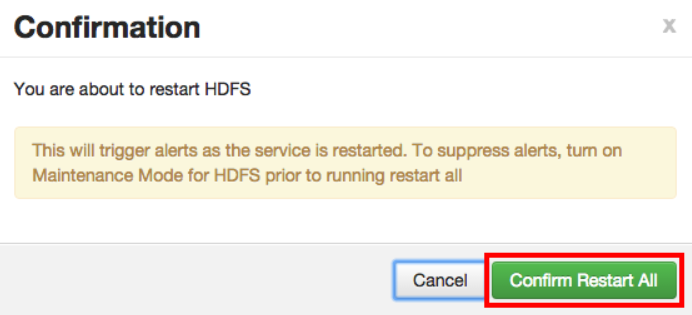 Confirmation
x
You are about to restart HDFS
This will trigger alerts as the service is restarted. To suppress alerts, turn on
Maintenance Mode for HDFS prior to running restart all
Cancel
Confirm Restart All